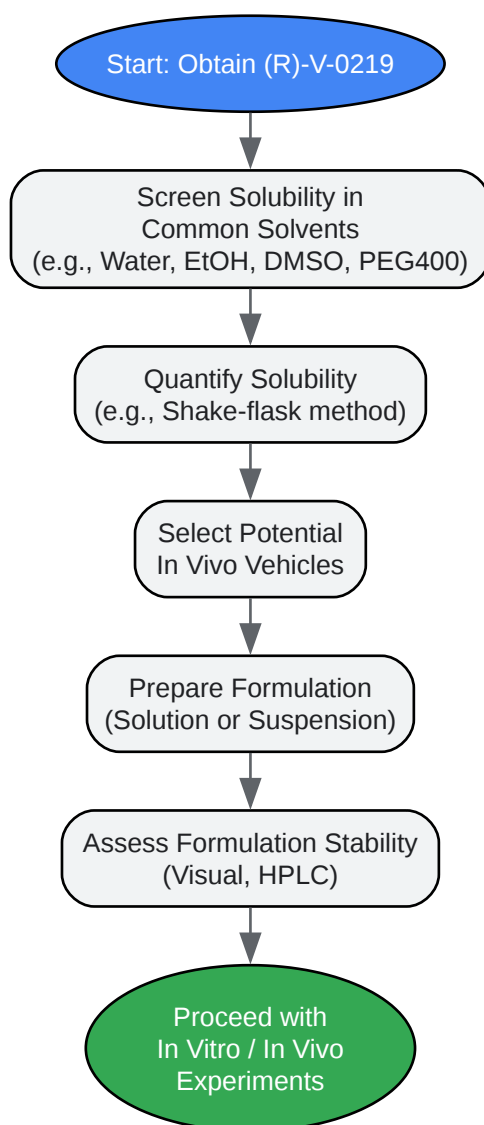 Start: Obtain (R)-V-0219
Screen Solubility in
Common Solvents
(e.g., Water, EtOH, DMSO, PEG400)
Quantify Solubility
(e.g., Shake-flask method)
Select Potential
In Vivo Vehicles
Prepare Formulation
(Solution or Suspension)
Assess Formulation Stability
(Visual, HPLC)
Proceed with
In Vitro / In Vivo
Experiments